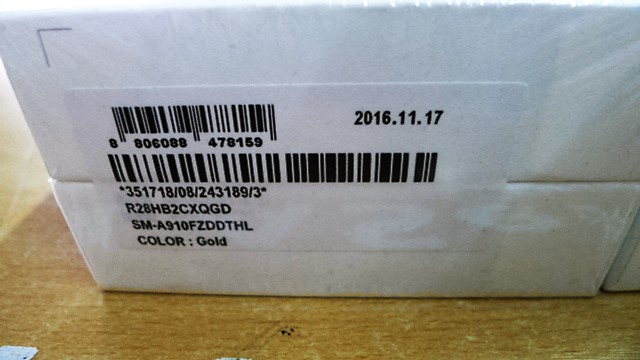 2016.11.17
8 806088 478159
*351718/08/243189/3*
R28HB2CXQGD
SM-A910FZDDTHL
COLOR : Gold